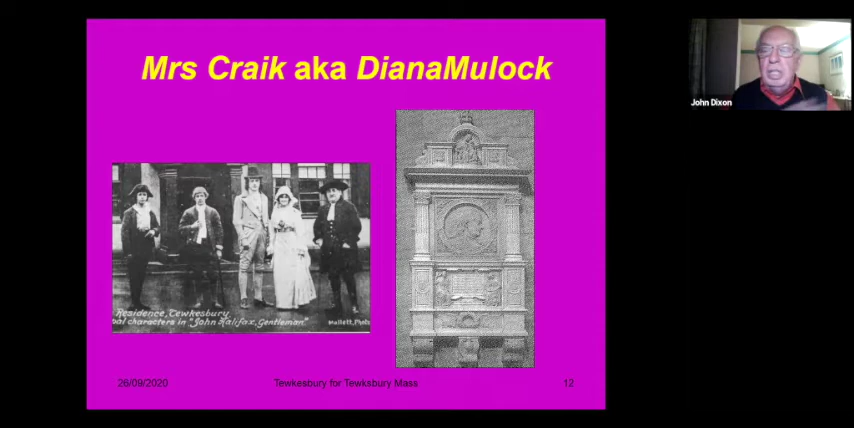 Mrs Craik aka DianaMulock
John Dixon
Residence, Tewkesbury
characters in "John Halifax, Gentleman"
Mallett, Photo
26/09/2020
Tewkesbury for Tewksbury Mass
12